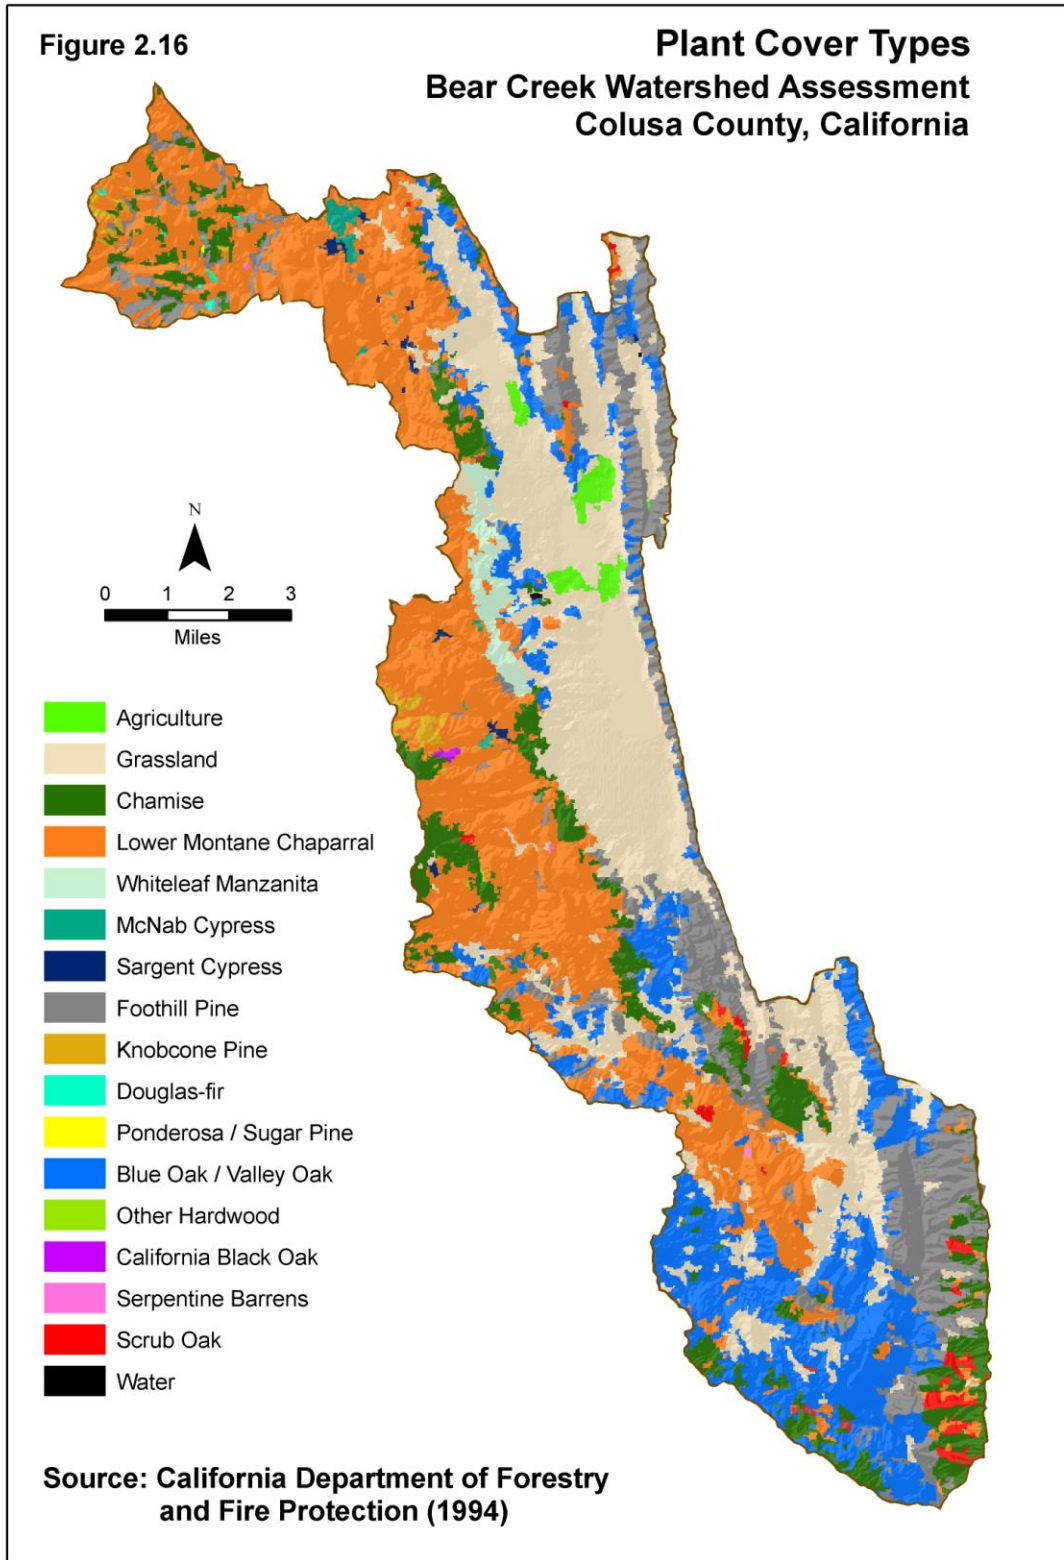 Figure 2.16
Plant Cover Types
Bear Creek Watershed Assessment
Colusa County, California
N
0 1 2 3
Miles
Agriculture
Grassland
Chamise
Lower Montane Chaparral
Whiteleaf Manzanita
McNab Cypress
Sargent Cypress
Foothill Pine
Knobcone Pine
Douglas-fir
Ponderosa / Sugar Pine
Blue Oak / Valley Oak
Other Hardwood
California Black Oak
Serpentine Barrens
Scrub Oak
Water
Source: California Department of Forestry
and Fire Protection (1994)